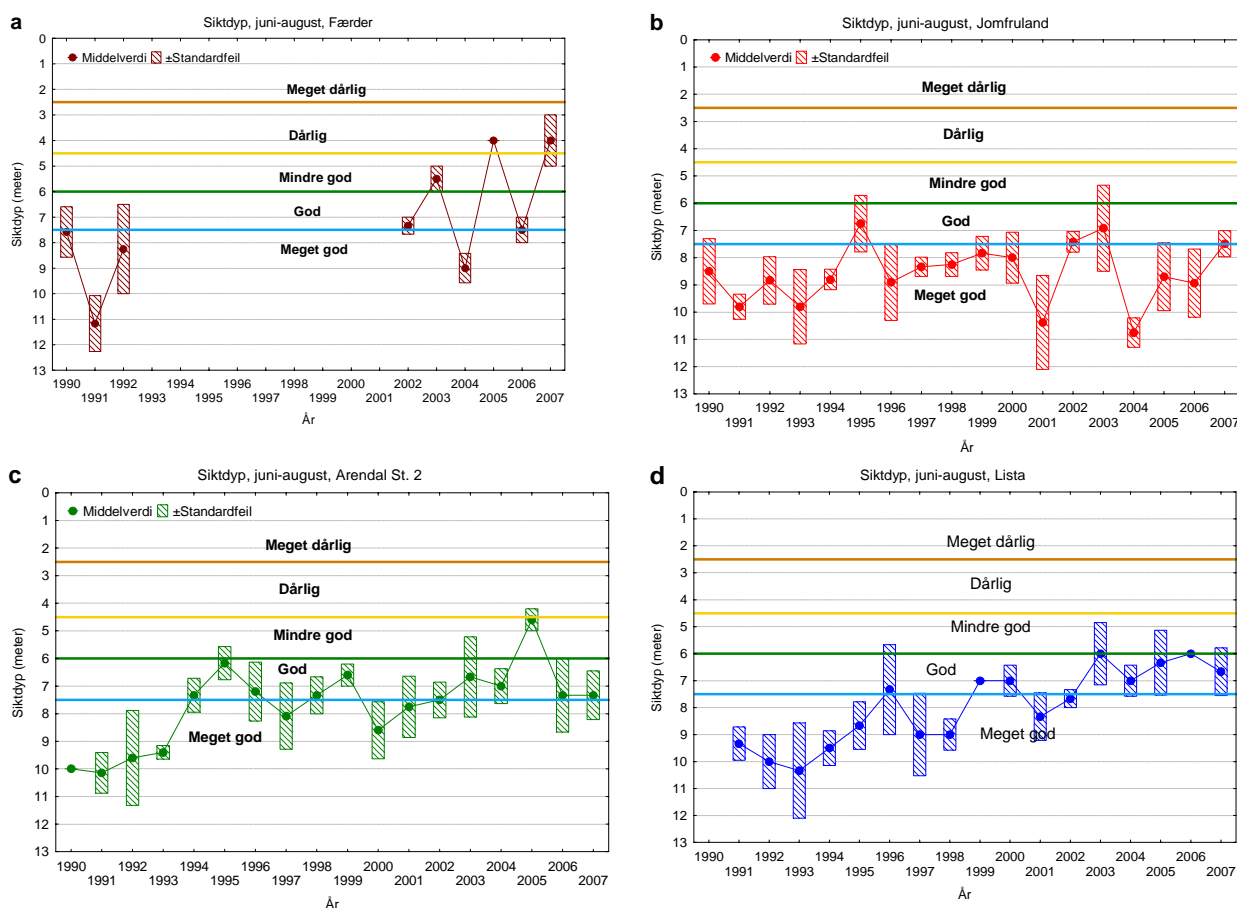 a
Siktdyp, juni-august, Færder
Middelverdi ±Standardfeil
Siktdyp (meter)
0
1
2
3
4
5
6
7
8
9
10
11
12
13
Meget dårlig
Dårlig
Mindre god
God
Meget god
1990 1992 1994 1996 1998 2000 2002 2004 2006
1991 1993 1995 1997 1999 2001 2003 2005 2007
År
b
Siktdyp, juni-august, Jomfruland
Middelverdi ±Standardfeil
Siktdyp (meter)
0
1
2
3
4
5
6
7
8
9
10
11
12
13
Meget dårlig
Dårlig
Mindre god
God
Meget god
1990 1992 1994 1996 1998 2000 2002 2004 2006
1991 1993 1995 1997 1999 2001 2003 2005 2007
År
c
Siktdyp, juni-august, Arendal St. 2
Middelverdi ±Standardfeil
Siktdyp (meter)
0
1
2
3
4
5
6
7
8
9
10
11
12
13
Meget dårlig
Dårlig
Mindre god
God
Meget god
1990 1992 1994 1996 1998 2000 2002 2004 2006
1991 1993 1995 1997 1999 2001 2003 2005 2007
År
d
Siktdyp, juni-august, Lista
Middelverdi ±Standardfeil
Siktdyp (meter)
0
1
2
3
4
5
6
7
8
9
10
11
12
13
Meget dårlig
Dårlig
Mindre god
God
Meget god
1990 1992 1994 1996 1998 2000 2002 2004 2006
1991 1993 1995 1997 1999 2001 2003 2005 2007
År